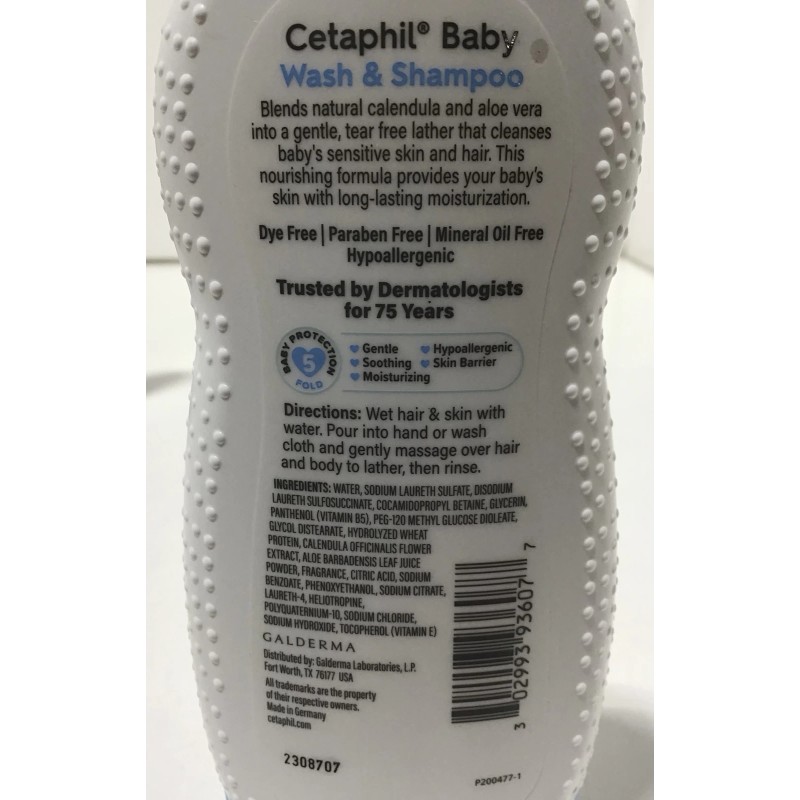 Cetaphil® Baby
Wash & Shampoo
Blends natural calendula and aloe vera
into a gentle, tear free lather that cleanses
baby's sensitive skin and hair. This
nourishing formula provides your baby's
skin with long-lasting moisturization.
Dye Free | Paraben Free | Mineral Oil Free
Hypoallergenic
Trusted by Dermatologists
for 75 Years
BABY PROTECTION
5
FOLD
Gentle
Soothing
Moisturizing
Hypoallergenic
Skin Barrier
Directions: Wet hair & skin with
water. Pour into hand or wash
cloth and gently massage over hair
and body to lather, then rinse.
INGREDIENTS: WATER, SODIUM LAURETH SULFATE, DISODIUM
LAURETH SULFOSUCCINATE, COCAMIDOPROPYL BETAINE, GLYCERIN,
PANTHENOL (VITAMIN B5), PEG-120 METHYL GLUCOSE DIOLEATE,
GLYCOL DISTEARATE, HYDROLYZED WHEAT
PROTEIN, CALENDULA OFFICINALIS FLOWER
EXTRACT, ALOE BARBADENSIS LEAF JUICE
POWDER, FRAGRANCE, CITRIC ACID, SODIUM
BENZOATE, PHENOXYETHANOL, SODIUM CITRATE,
LAURETH-4, HELIOTROPINE,
POLYQUATERNIUM-10, SODIUM CHLORIDE,
SODIUM HYDROXIDE, TOCOPHEROL (VITAMIN E)
GALDERMA
Distributed by: Galderma Laboratories, L.P.
Fort Worth, TX 76177 USA
All trademarks are the property
of their respective owners.
Made in Germany
cetaphil.com
3 02993 93607 7
2308707
P200477-1